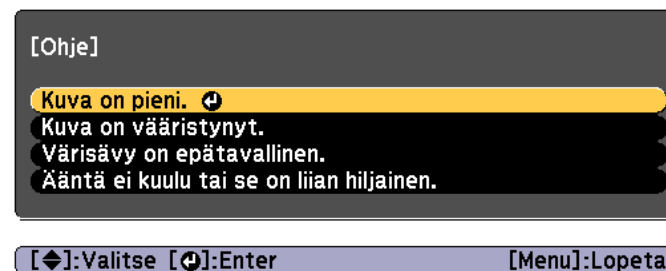 [Ohje]
Kuva on pieni.
Kuva on vääristynyt.
Värisävy on epätavallinen.
Ääntä ei kuulu tai se on liian hiljainen.
[◆]:Valitse [⏎]:Enter [Menu]:Lopeta